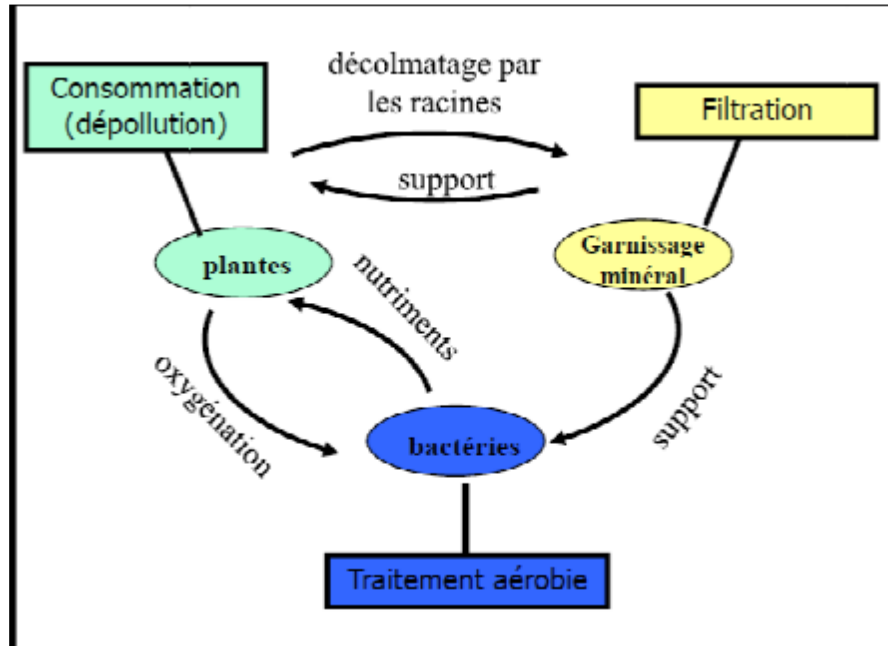 Consommation
(dépollution)
décolmatage par
les racines
Filtration
support
plantes
Garnissage
minéral
nutriments
oxygénation
support
bactéries
Traitement aérobie